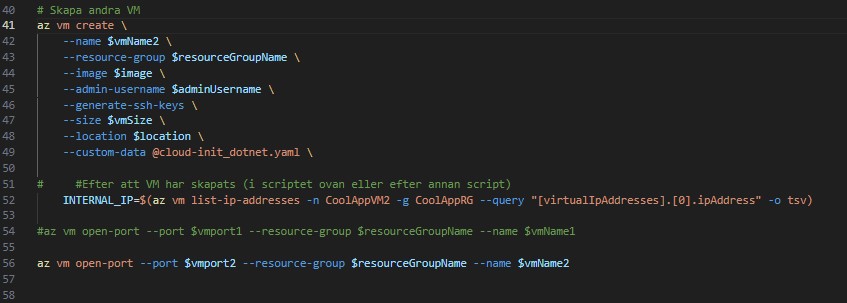 40 # Skapa andra VM
41 az vm create \
42 --name $vmName2 \
43 --resource-group $resourceGroupName \
44 --image $image \
45 --admin-username $adminUsername \
46 --generate-ssh-keys \
47 --size $vmSize \
48 --location $location \
49 --custom-data @cloud-init_dotnet.yaml \
50
51 # #Efter att VM har skapats (i scriptet ovan eller efter annan script)
52 INTERNAL_IP=$(az vm list-ip-addresses -n CoolAppVM2 -g CoolAppRG --query "[virtualIpAddresses].[0].ipAddress" -o tsv)
53
54 #az vm open-port --port $vmport1 --resource-group $resourceGroupName --name $vmName1
55
56 az vm open-port --port $vmport2 --resource-group $resourceGroupName --name $vmName2
57
58